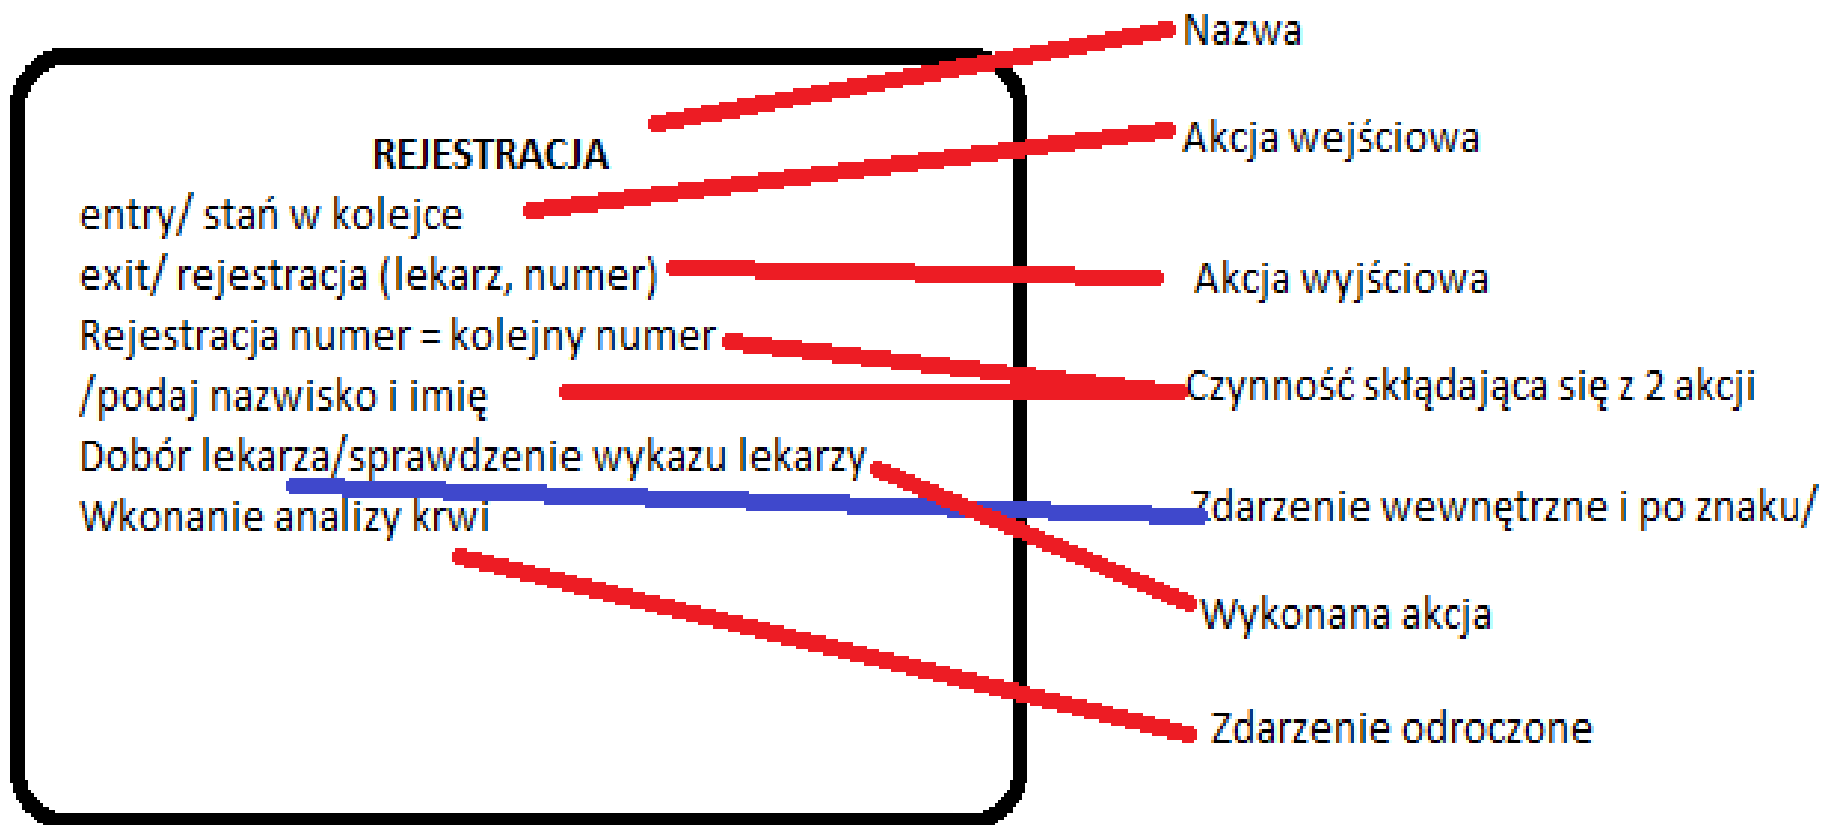 Nazwa
REJESTRACJA
Akcja wejściowa
entry/ stań w kolejce
exit/ rejestracja (lekarz, numer)
Akcja wyjściowa
Rejestracja numer = kolejny numer
/podaj nazwisko i imię
Czynność skłądająca się z 2 akcji
Dobór lekarza/sprawdzenie wykazu lekarzy
Wkonanie analizy krwi
Zdarzenie wewnętrzne i po znaku/
Wykonana akcja
Zdarzenie odroczone